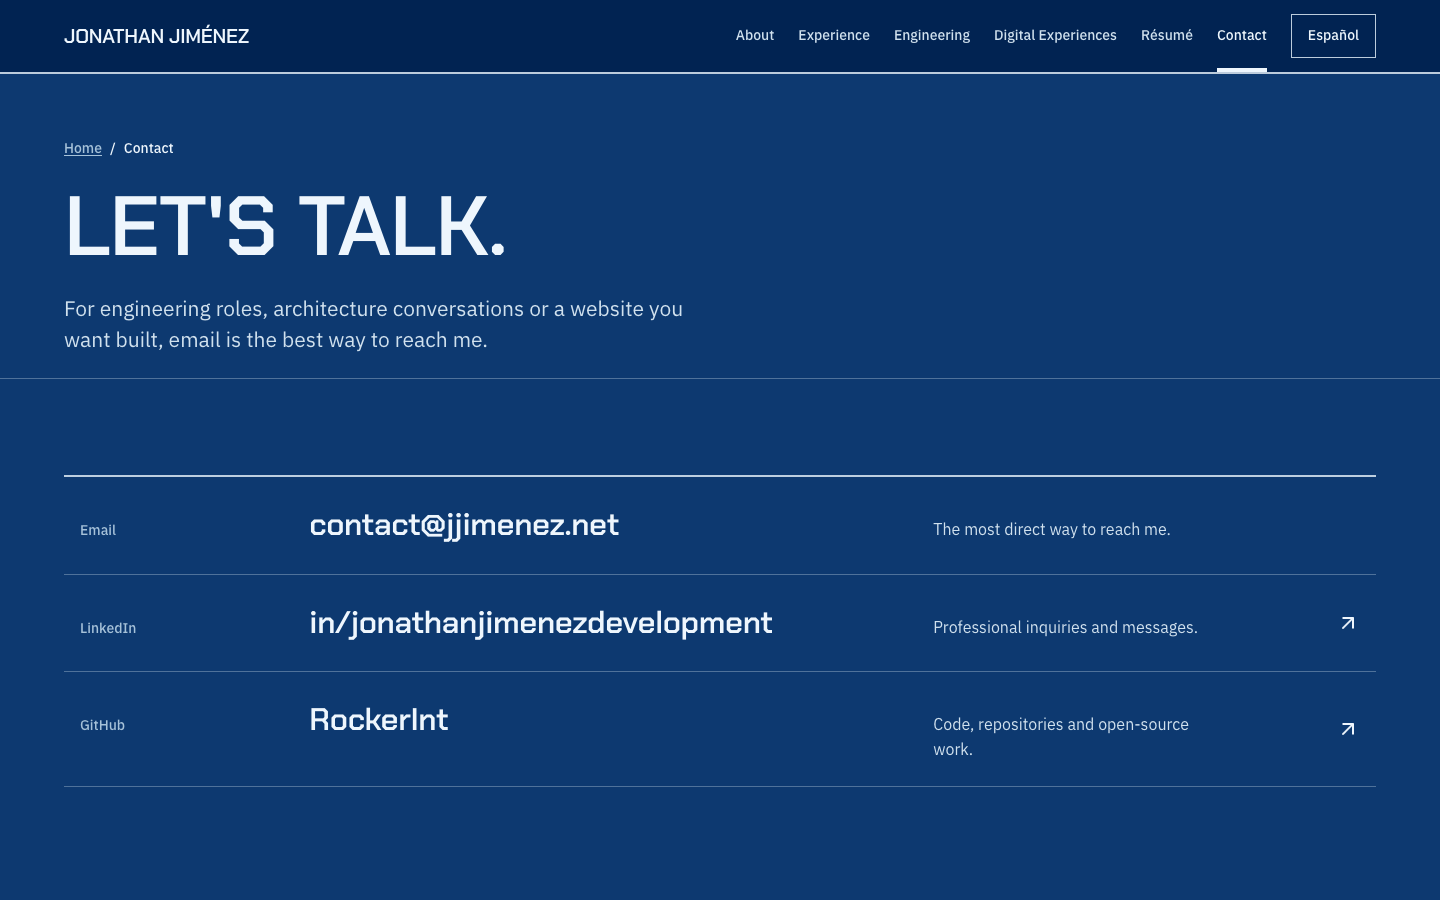 JONATHAN JIMÉNEZ
About Experience Engineering Digital Experiences Résumé Contact Español
Home / Contact
LET'S TALK.
For engineering roles, architecture conversations or a website you
want built, email is the best way to reach me.
Email contact@jjimenez.net The most direct way to reach me.
LinkedIn in/jonathanjimenezdevelopment Professional inquiries and messages.
GitHub RockerInt Code, repositories and open-source
work.